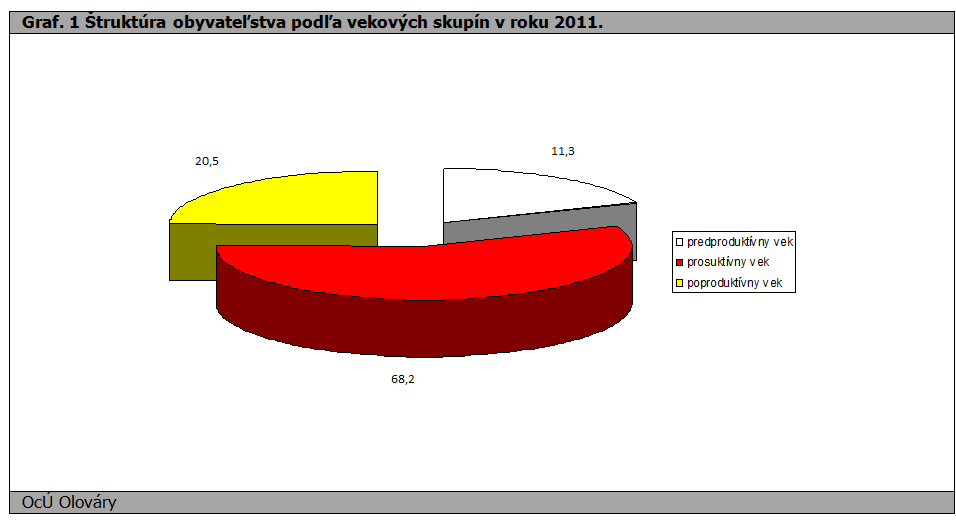 Graf. 1 Štruktúra obyvateľstva podľa vekových skupín v roku 2011.
20,5
11,3
predproduktívny vek
prosuktívny vek
poproduktívny vek
68,2
OcÚ Olováry